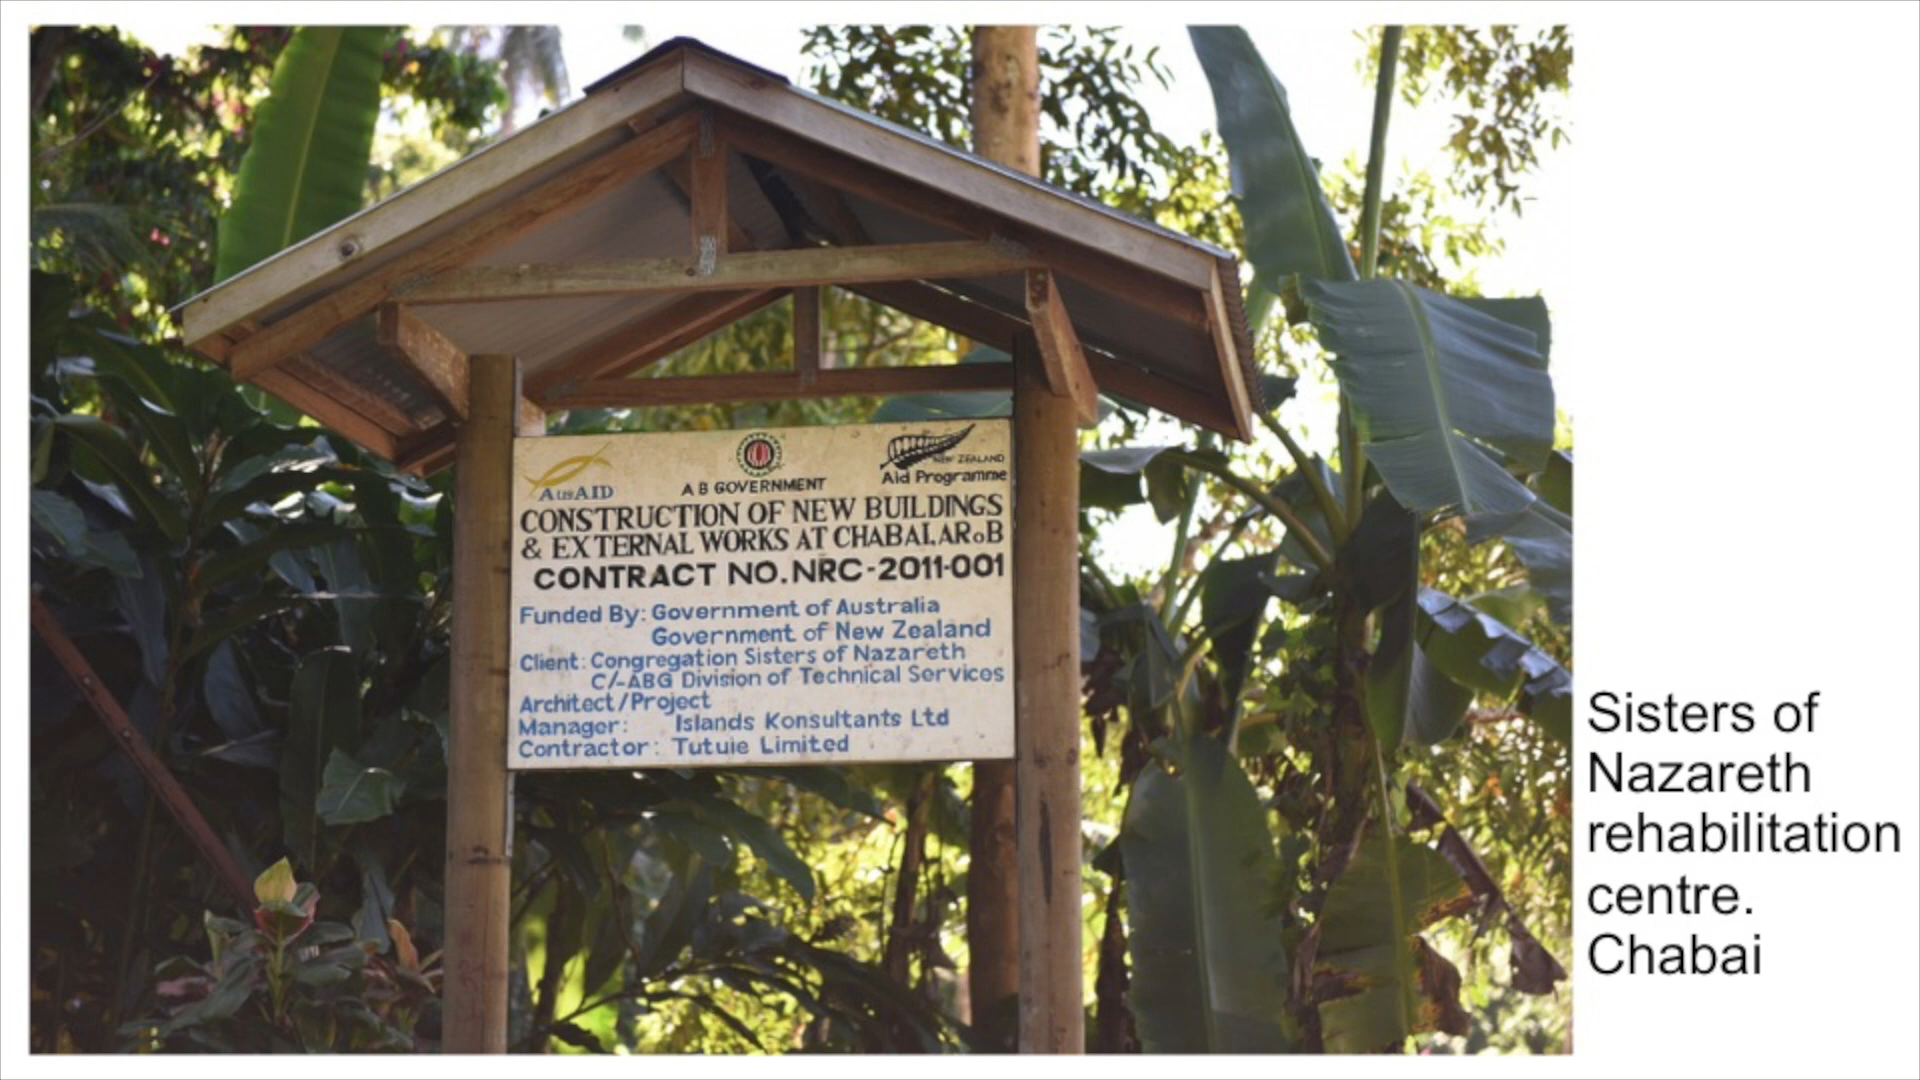 AusAID
A B GOVERNMENT
NEW ZEALAND
Aid Programme
CONSTRUCTION OF NEW BUILDINGS
& EXTERNAL WORKS AT CHABAI, ARoB
CONTRACT NO. NRC-2011-001
Funded By: Government of Australia
Government of New Zealand
Client: Congregation Sisters of Nazareth
C/-ABG Division of Technical Services
Architect/Project
Manager: Islands Konsultants Ltd
Contractor: Tutuie Limited
Sisters of
Nazareth
rehabilitation
centre.
Chabai